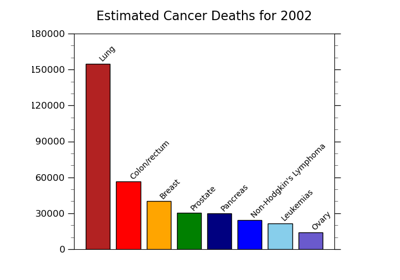 Estimated Cancer Deaths for 2002
180000
150000
120000
90000
60000
30000
0
Lung
Colon/rectum
Breast
Prostate
Pancreas
Non-Hodgkin's Lymphoma
Leukemias
Ovary